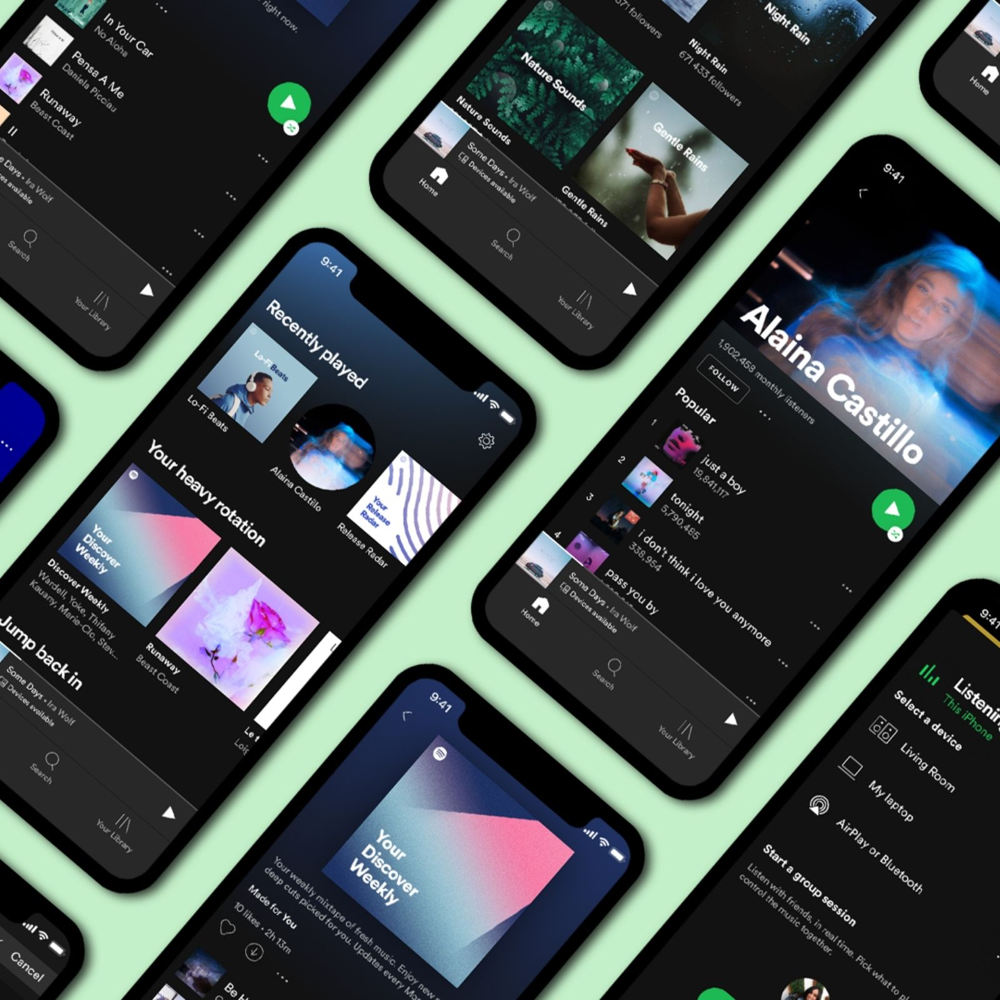 right now.
In Your Car
No Aloha
Pensa A Me
Daniela Picciau
Runaway
Beast Coast
e Days • Ira Wolf
ces available
Search
Your Library
671 followers
Night Rain
Night Rain
671 433 followers
Nature Sounds
Nature Sounds
Gentle Rains
Gentle Rains
Some Days • Ira Wolf
Devices available
Home
Search
Your Library
Home
9:41
Recently played
Lo-Fi Beats
Lo-Fi Beats
Alaina Castillo
Your
Release
Radar
Release Radar
Your heavy rotation
Your
Discover
Weekly
Discover Weekly
Wardell, Yoke, Thifany
Kauany, Marie-Clo, Stav...
Runaway
Beast Coast
Jump back in
Some Days • Ira Wolf
Devices available
Search
Your Library
9:41
Alaina Castillo
1,902,458 monthly listeners
FOLLOW
Popular
1
just a boy
19,841,117
2
tonight
5,790,485
3
i don't think i love you anymore
338,954
4
pass you by
Some Days • Ira Wolf
Devices available
Home
Search
Your Library
9:41
Your
Discover
Weekly
Your weekly mixtape of fresh music. Enjoy new
deep cuts picked for you. Updates every Mon
Made for You
10 likes • 2h 13m
Be H
9:41
Listenin
This iPhone
Select a device
Living Room
My laptop
AirPlay or Bluetooth
Start a group session
Listen with friends, in real time. Pick what to pl
control the music together.
Cancel